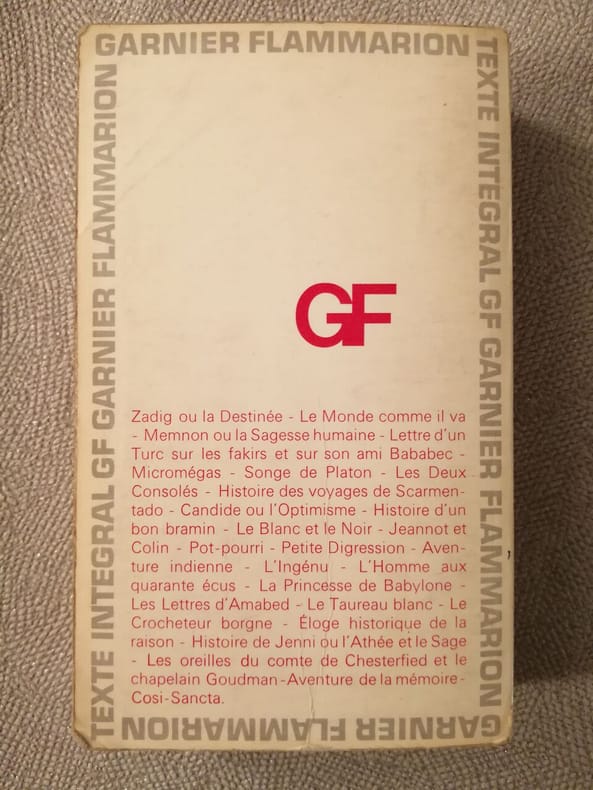 GARNIER FLAMMARION
TEXTE INTEGRAL GF GARNIER FLAMMARION
TEXTE INTEGRAL GF GARNIER FLAMMARION
GF
Zadig ou la Destinée - Le Monde comme il va
- Memnon ou la Sagesse humaine - Lettre d'un
Turc sur les fakirs et sur son ami Bababec -
Micromégas - Songe de Platon - Les Deux
Consolés - Histoire des voyages de Scarmen-
tado - Candide ou l'Optimisme - Histoire d'un
bon bramin - Le Blanc et le Noir - Jeannot et
Colin - Pot-pourri - Petite Digression - Aven-
ture indienne - L'Ingénu - L'Homme aux
quarante écus - La Princesse de Babylone -
Les Lettres d'Amabed - Le Taureau blanc - Le
Crocheteur borgne - Éloge historique de la
raison - Histoire de Jenni ou l'Athée et le Sage
- Les oreilles du comte de Chesterfied et le
chapelain Goudman - Aventure de la mémoire -
Cosi-Sancta.
GARNIER FLAMMARION